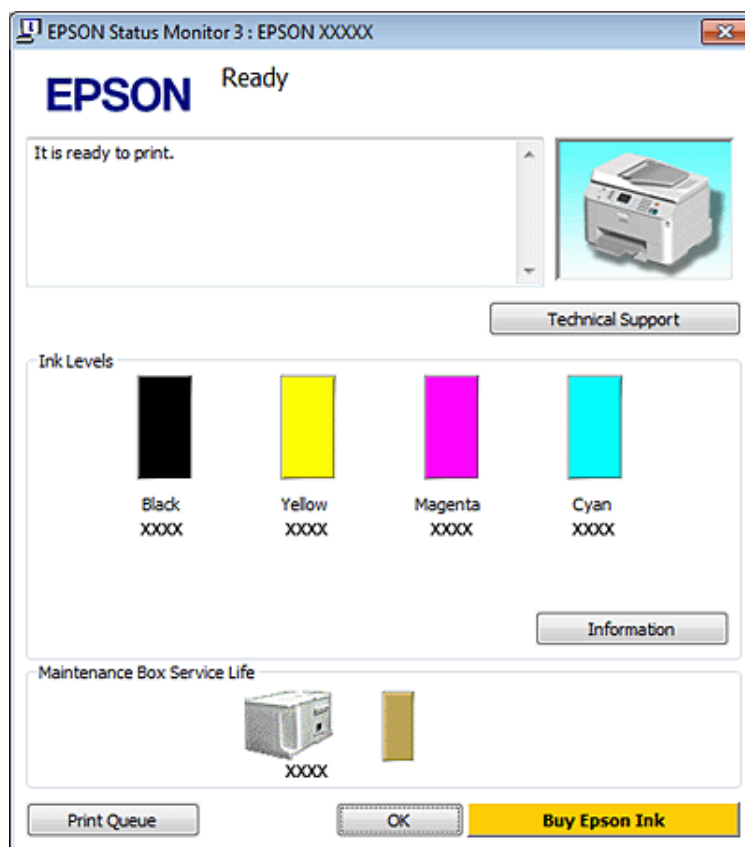 EPSON Status Monitor 3 : EPSON XXXXX
EPSON
Ready
It is ready to print.
Technical Support
Ink Levels
Black Yellow Magenta Cyan
XXXX XXXX XXXX XXXX
Information
Maintenance Box Service Life
XXXX
Print Queue OK Buy Epson Ink